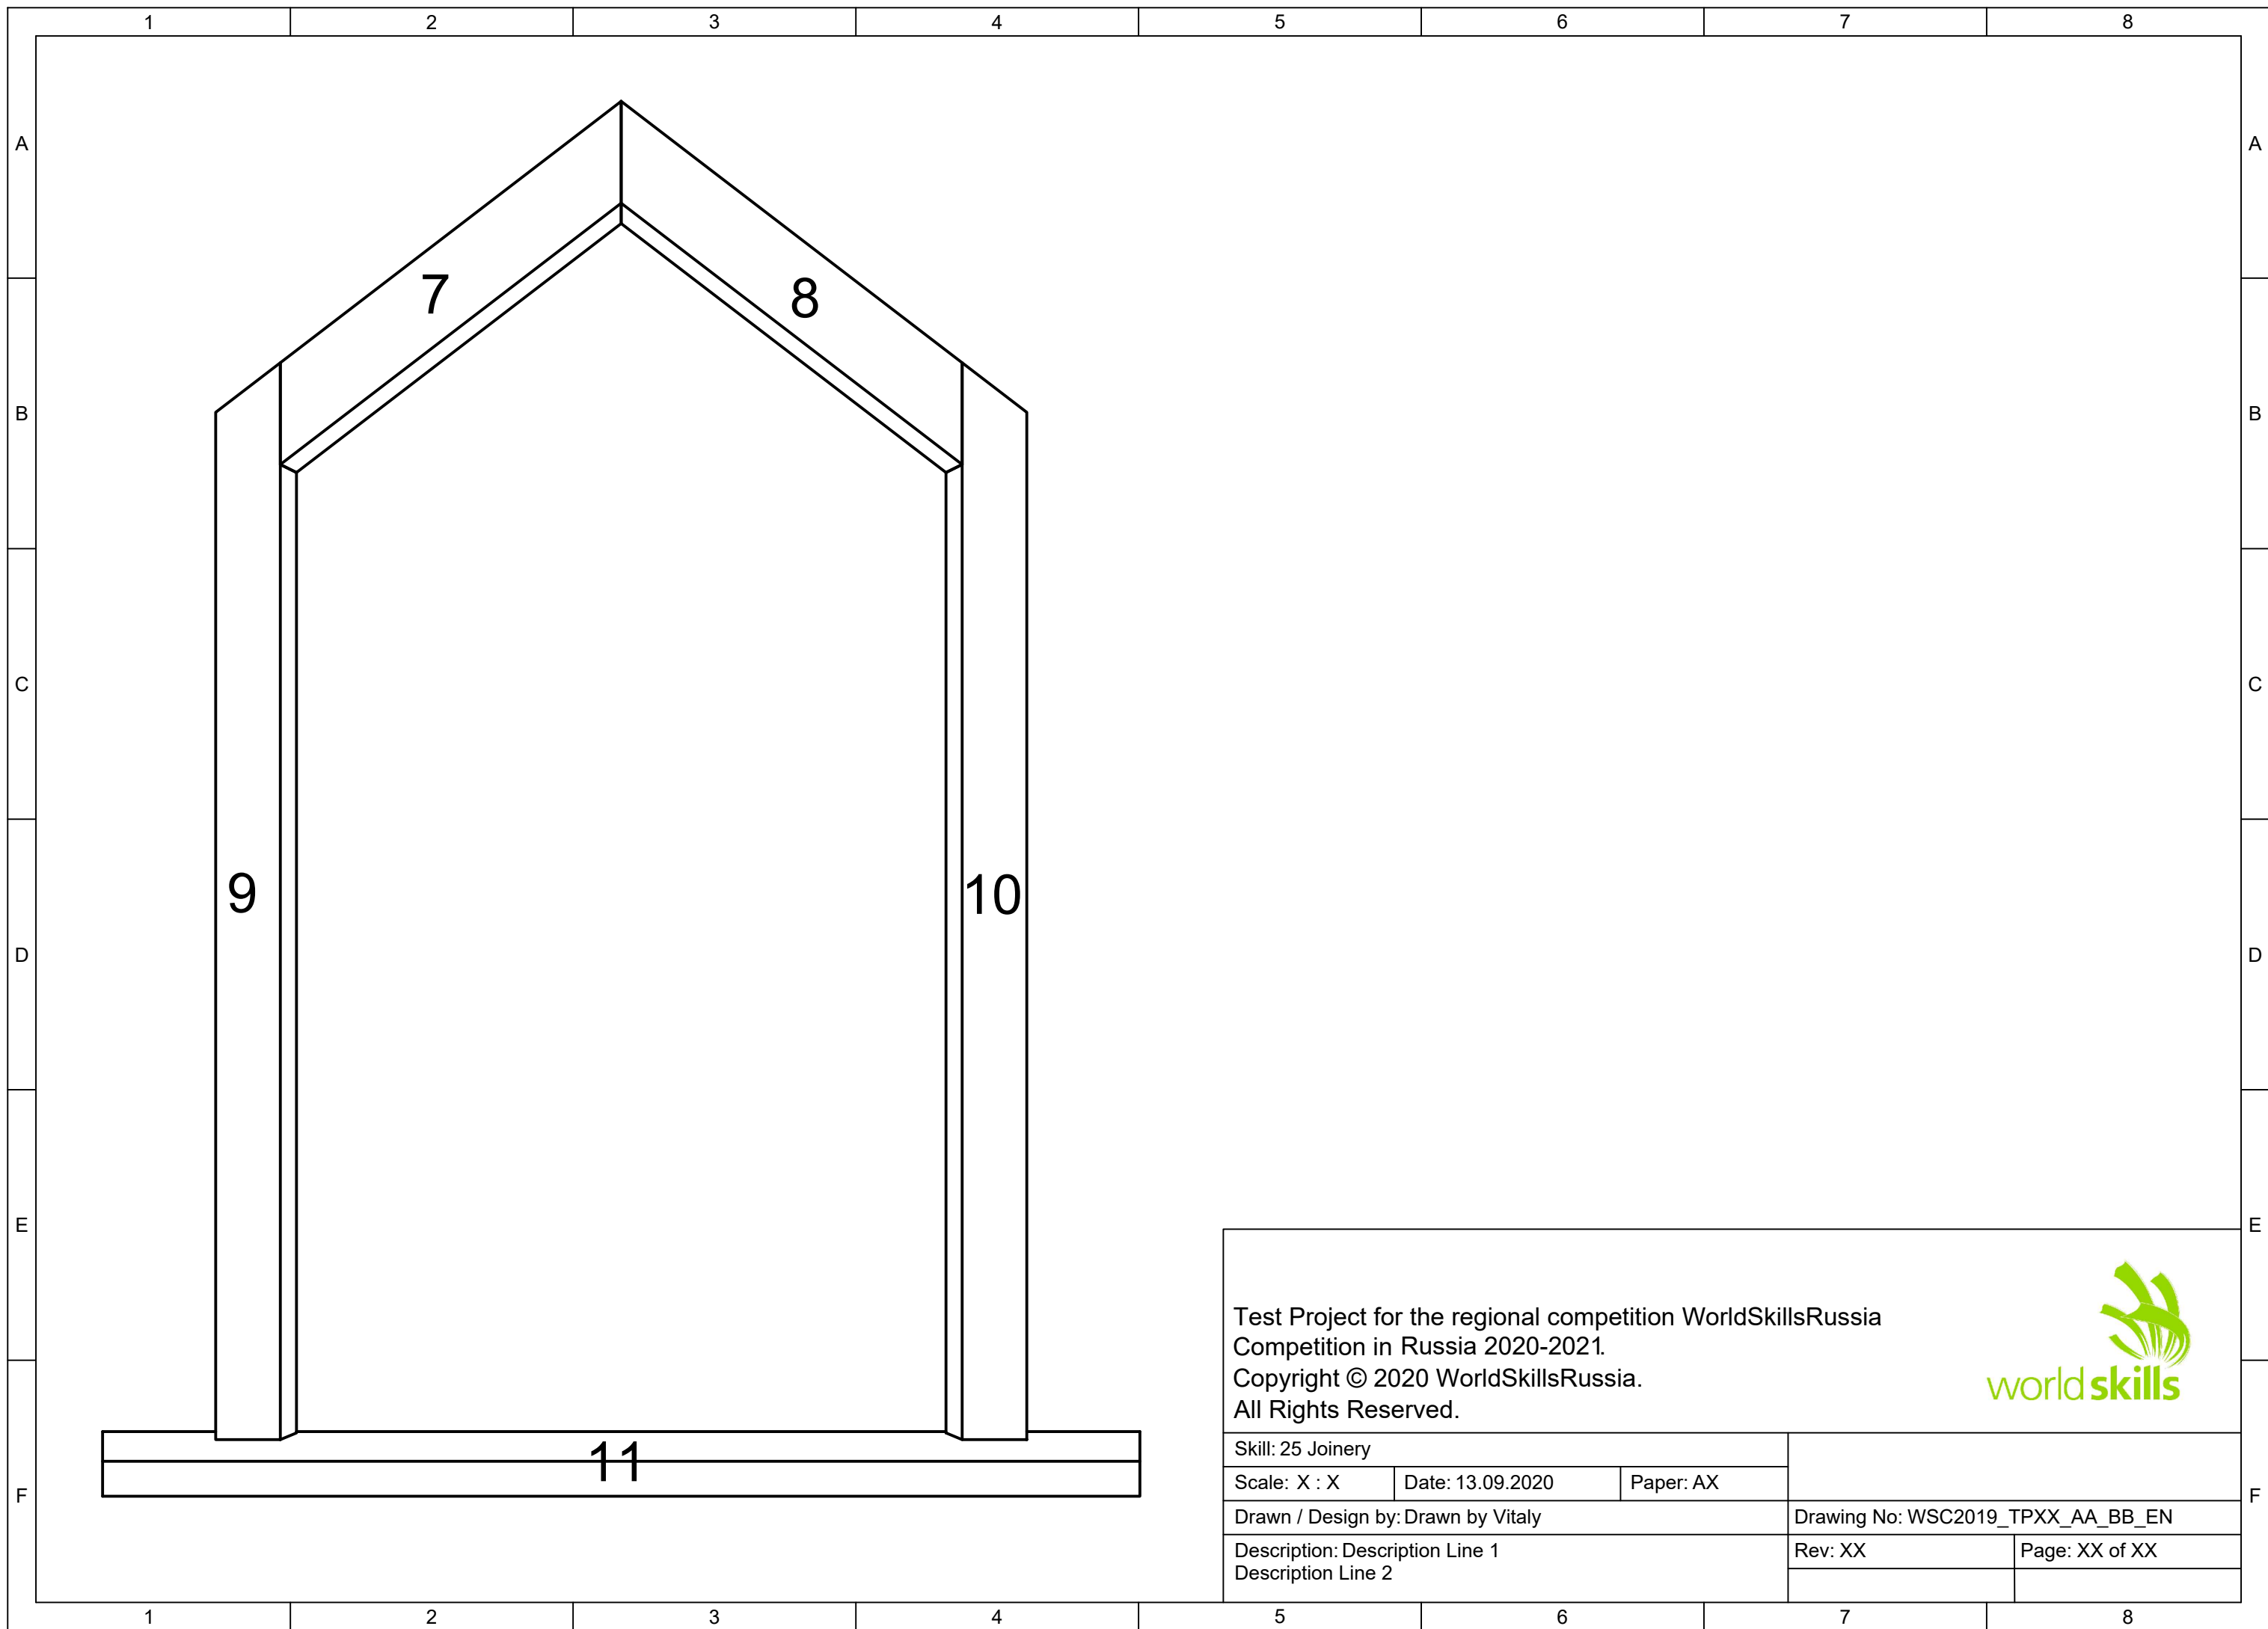 1 2 3 4 5 6 7 8
A A
7 8
B B
C C
9 10
D D
E E
Test Project for the regional competition WorldSkillsRussia
Competition in Russia 2020-2021.
Copyright © 2020 WorldSkillsRussia.
All Rights Reserved.
world skills
11
Skill: 25 Joinery
Scale: X : X Date: 13.09.2020 Paper: AX
F F
Drawn / Design by: Drawn by Vitaly Drawing No: WSC2019_TPXX_AA_BB_EN
Description: Description Line 1 Rev: XX Page: XX of XX
Description Line 2
1 2 3 4 5 6 7 8